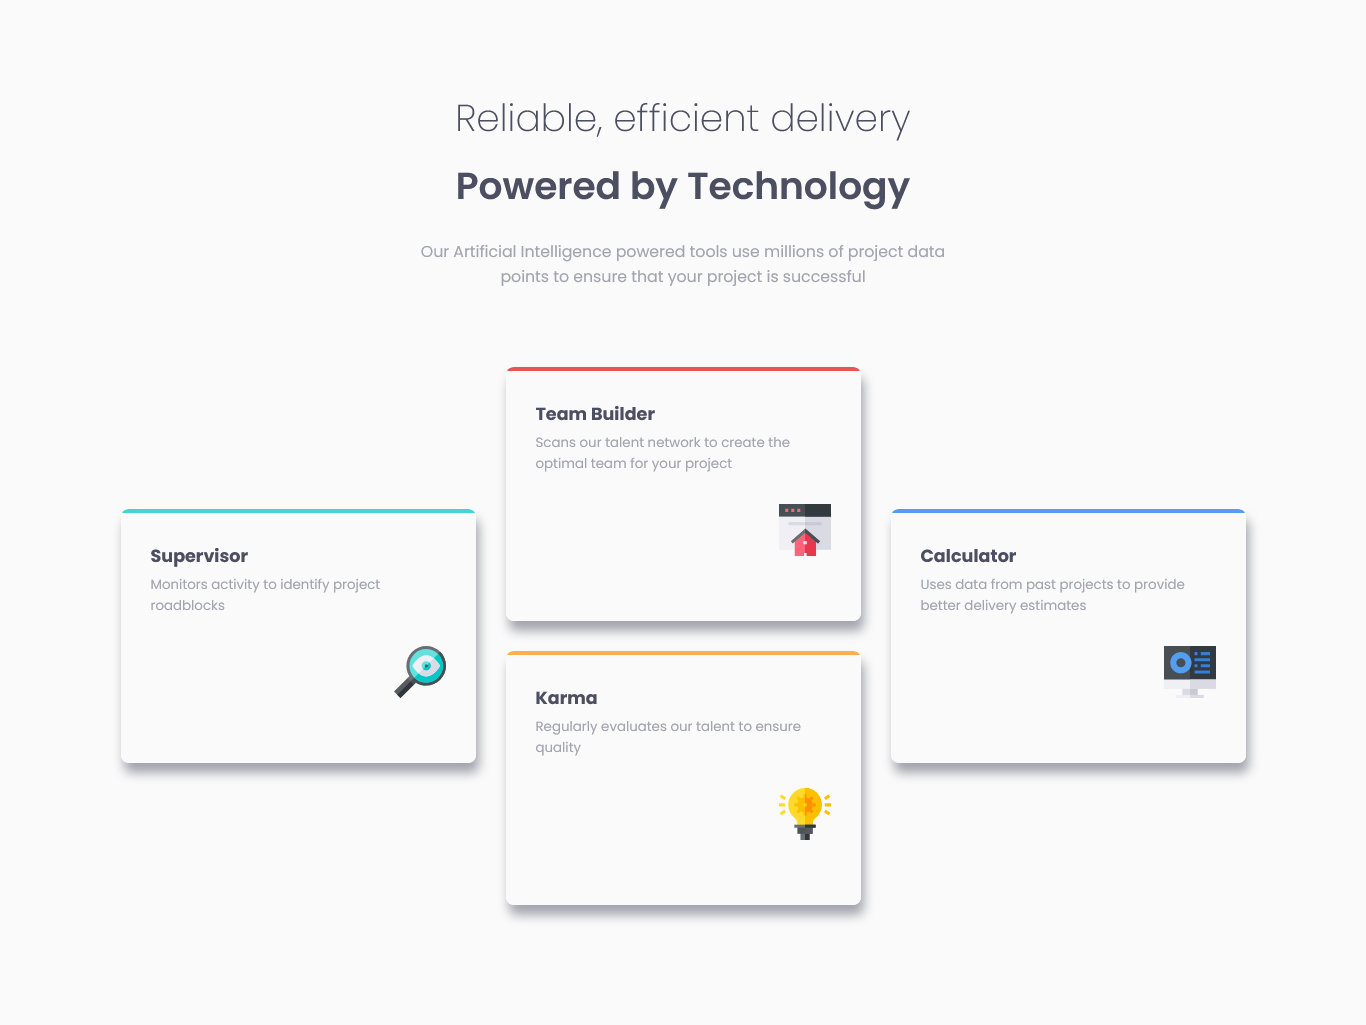 Reliable, efficient delivery
Powered by Technology
Our Artificial Intelligence powered tools use millions of project data
points to ensure that your project is successful
Supervisor
Monitors activity to identify project
roadblocks
Team Builder
Scans our talent network to create the
optimal team for your project
Karma
Regularly evaluates our talent to ensure
quality
Calculator
Uses data from past projects to provide
better delivery estimates